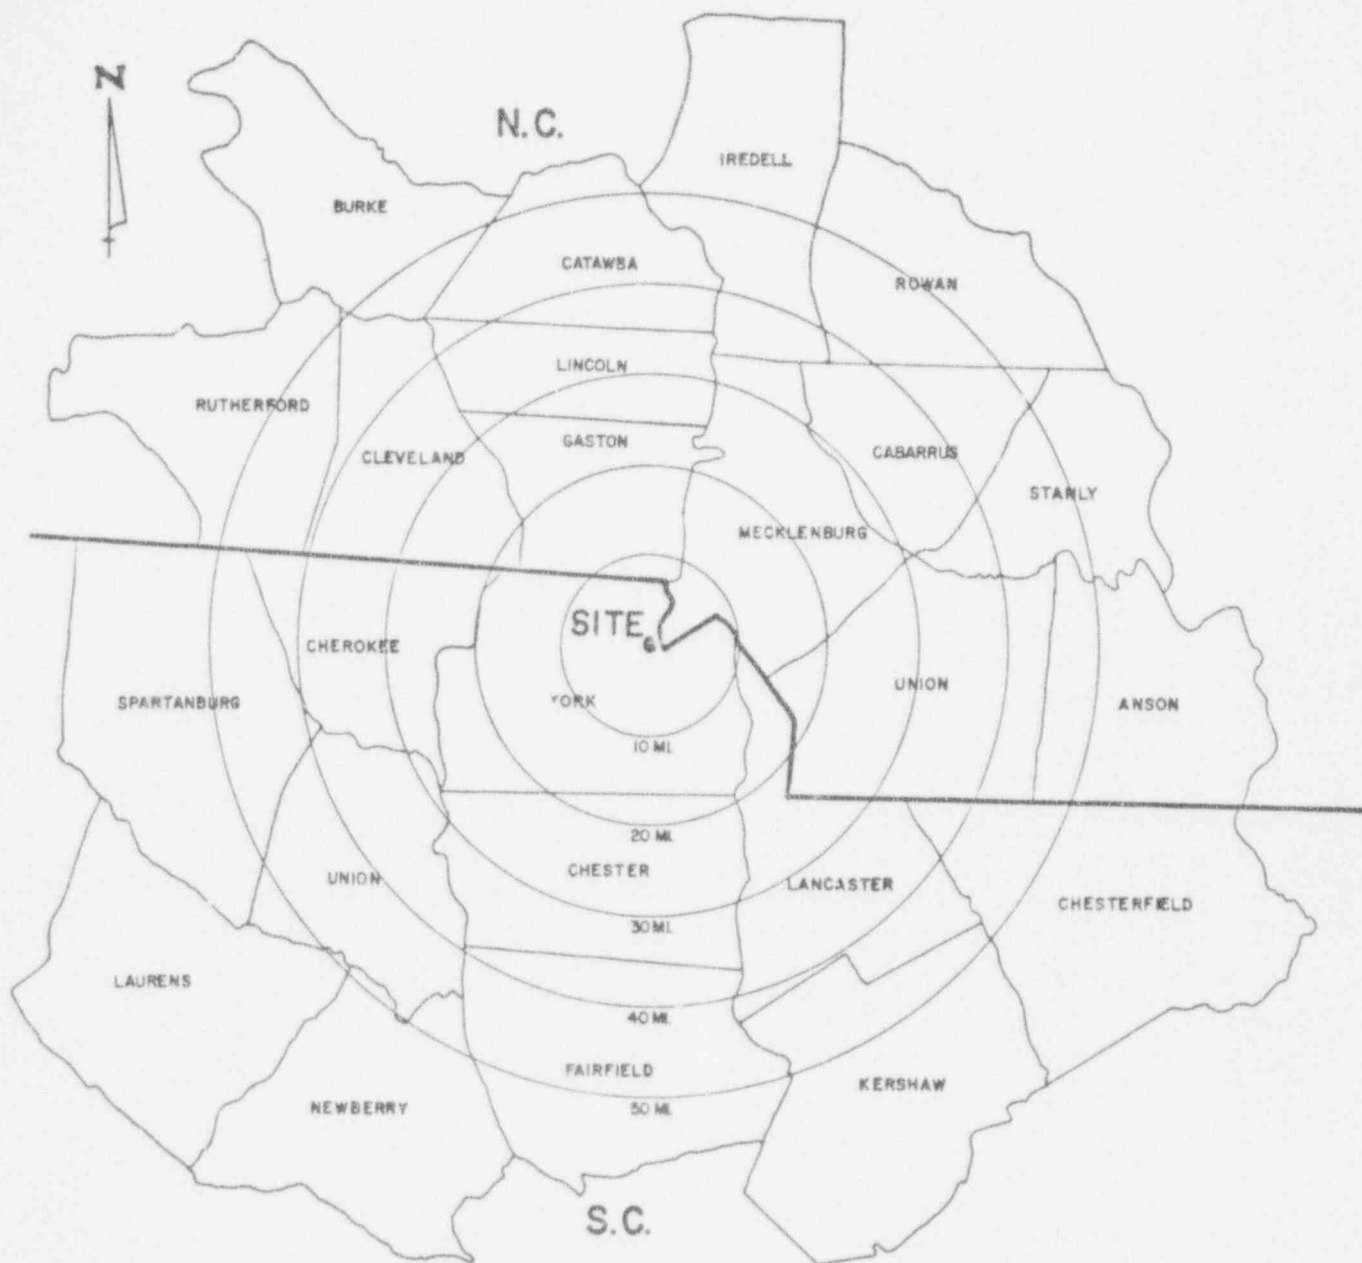 N
N.C.
IREDELL
BURKE
CATAWBA
ROWAN
LINCOLN
RUTHERFORD
GASTON
CLEVELAND
CABARRUS
STANLY
MECKLENBURG
SITE
CHEROKEE
SPARTANBURG
YORK
UNION
ANSON
10 MI.
20 MI.
CHESTER
UNION
LANCASTER
CHESTERFIELD
30 MI.
LAURENS
40 MI.
FAIRFIELD
KERSHAW
NEWBERRY
50 MI.
S.C.